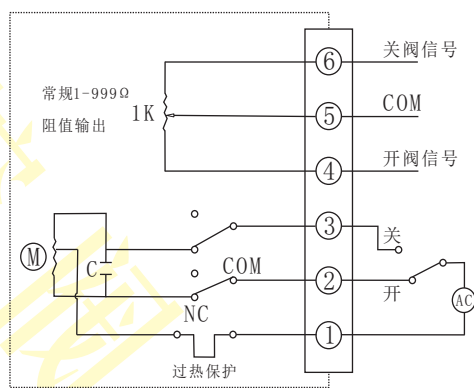 ⑥ 关阀信号
常规1-999Ω
1K
⑤ COM
阻值输出
④ 开阀信号
③ 关
M
C
COM
② 开
AC
NC
①
过热保护